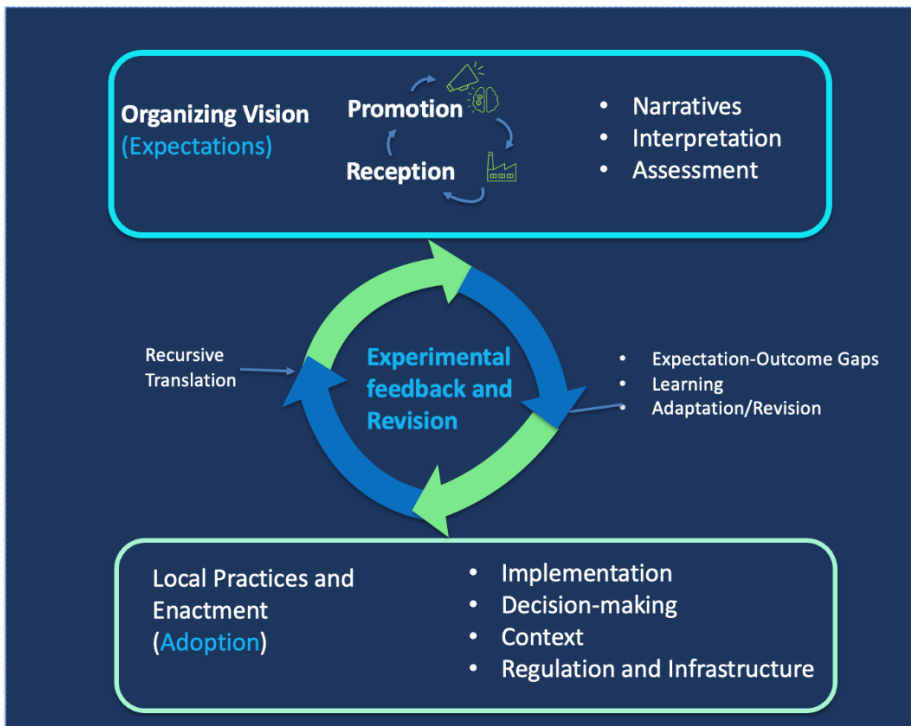 Organizing Vision
(Expectations)
Promotion
Reception
• Narratives
• Interpretation
• Assessment
Recursive
Translation
Experimental
feedback and
Revision
• Expectation-Outcome Gaps
• Learning
• Adaptation/Revision
Local Practices and
Enactment
(Adoption)
• Implementation
• Decision-making
• Context
• Regulation and Infrastructure